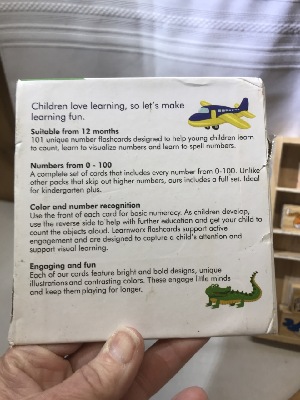 Children love learning, so let's make
learning fun.
Suitable from 12 months
101 unique number flashcards designed to help young children learn
to count, learn to visualize numbers and learn to spell numbers.
Numbers from 0 - 100
A complete set of cards that includes every number from 0-100. Unlike
other packs that skip out higher numbers, ours includes a full set. Ideal
for kindergarten plus.
Color and number recognition
Use the front of each card for basic numeracy. As children develop,
use the reverse side to help with further education and get your child to
count the objects aloud. Learnworx flashcards support active
engagement and are designed to capture a child's attention and
support visual learning.
Engaging and fun
Each of our cards feature bright and bold designs, unique
illustrations and contrasting colors. These engage little minds
and keep them playing for longer.